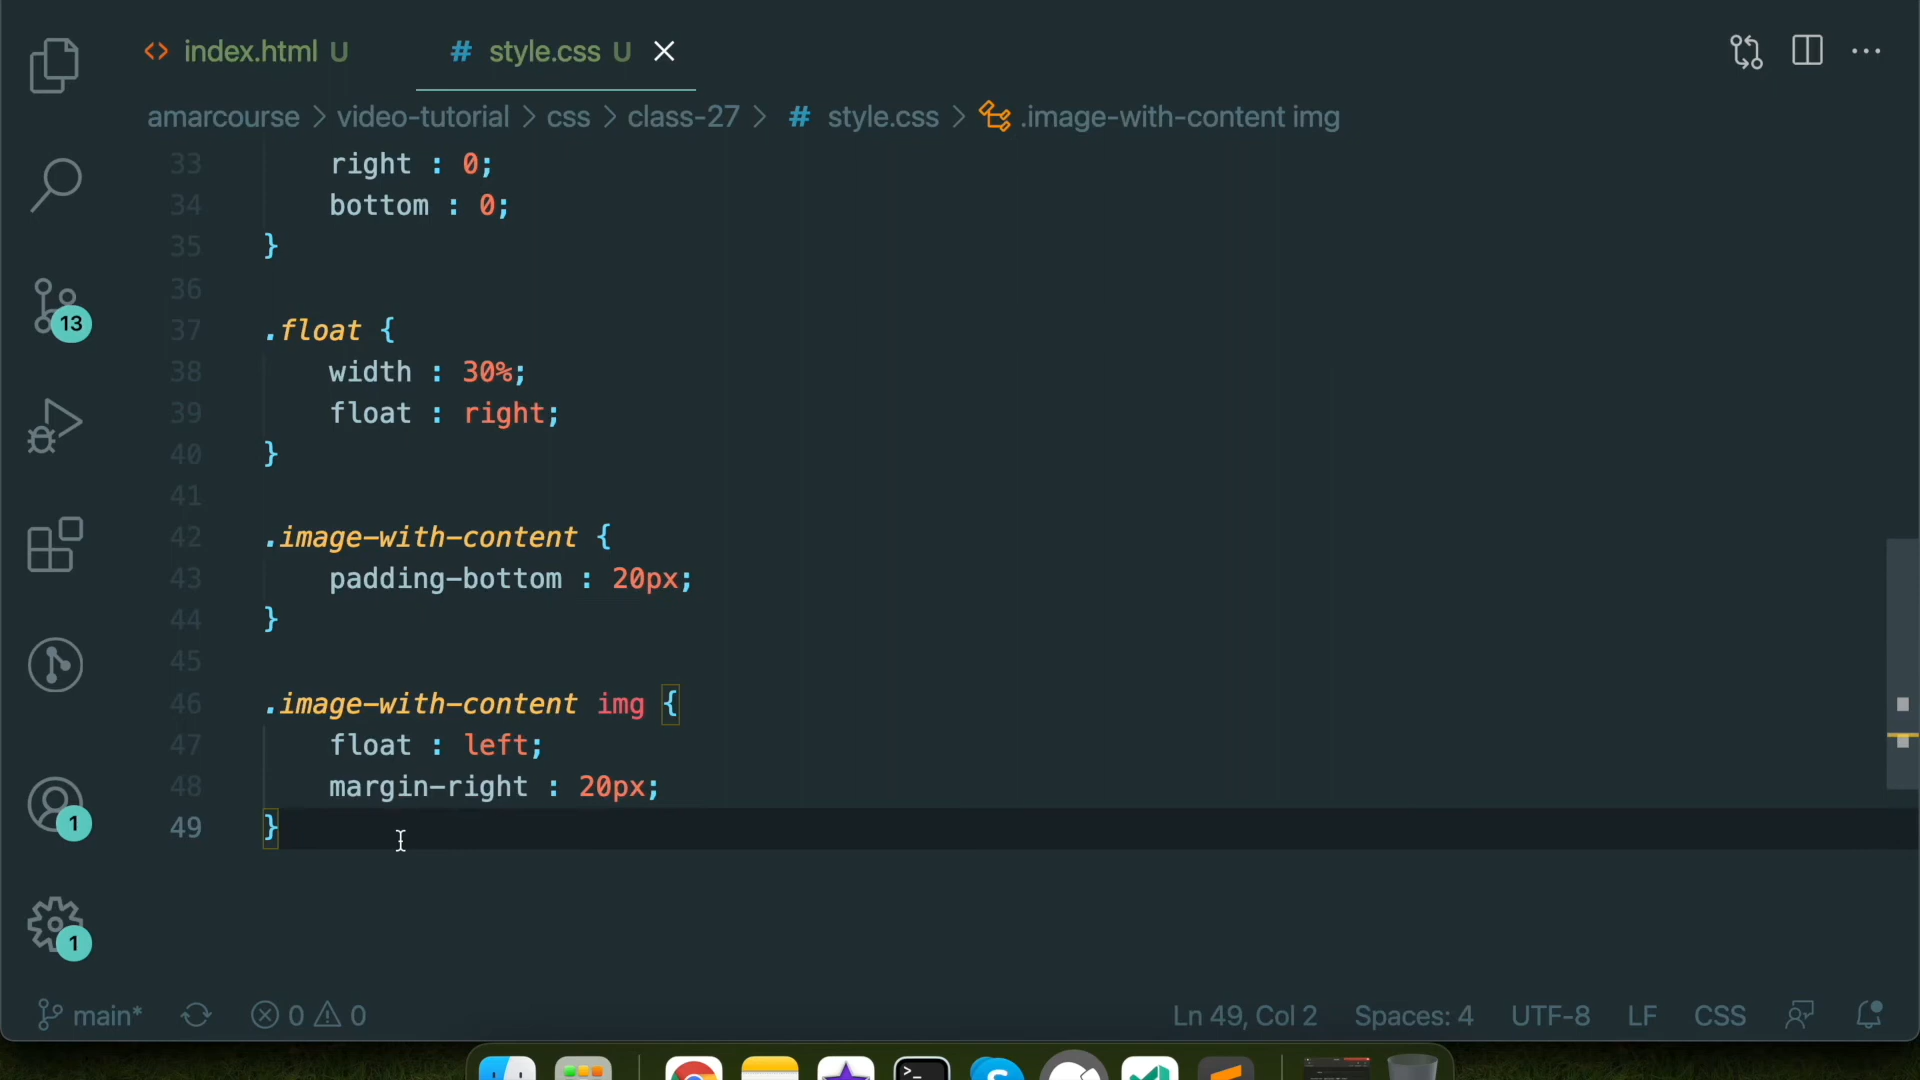 index.html U
style.css U
amarcourse > video-tutorial > css > class-27 > # style.css > .image-with-content img
33 right : 0;
34 bottom : 0;
35 }
36
37 .float {
38 width : 30%;
39 float : right;
40 }
41
42 .image-with-content {
43 padding-bottom : 20px;
44 }
45
46 .image-with-content img {
47 float : left;
48 margin-right : 20px;
49 }
13
1
1
main* 0 0 Ln 49, Col 2 Spaces: 4 UTF-8 LF CSS